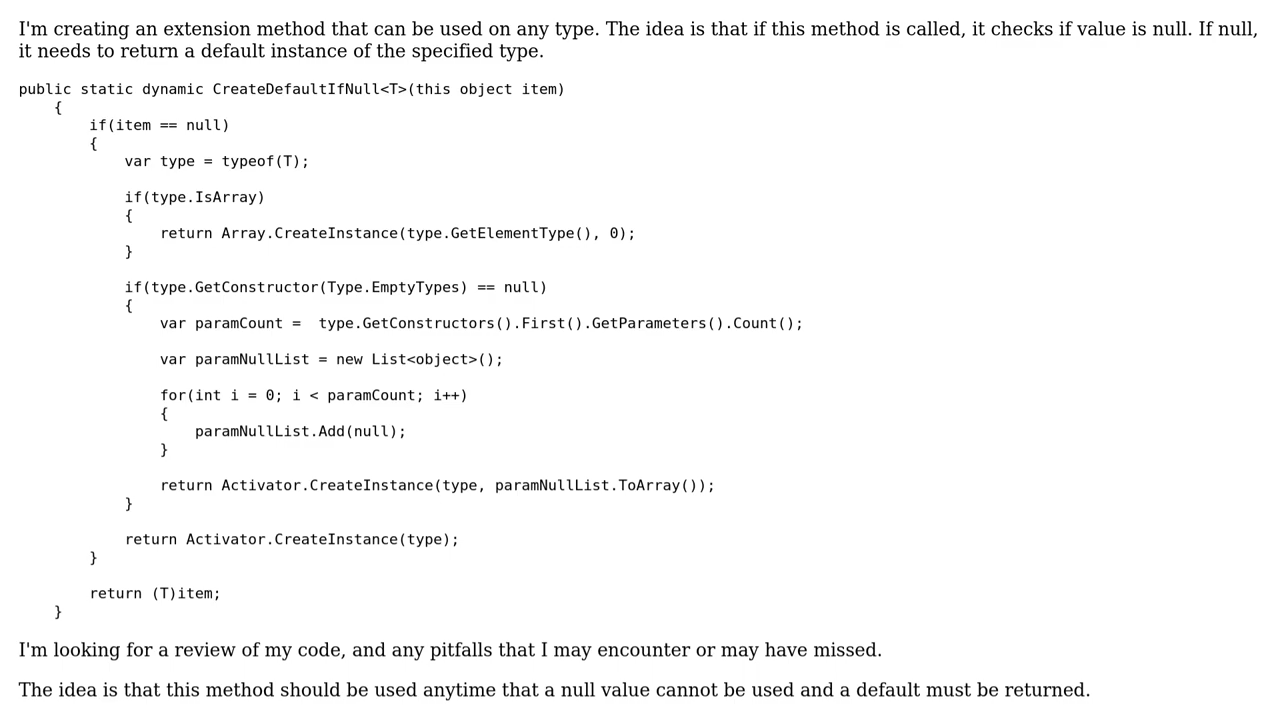 I'm creating an extension method that can be used on any type. The idea is that if this method is called, it checks if value is null. If null,
it needs to return a default instance of the specified type.
public static dynamic CreateDefaultIfNull<T>(this object item)
    {
        if(item == null)
        {
            var type = typeof(T);

            if(type.IsArray)
            {
                return Array.CreateInstance(type.GetElementType(), 0);
            }

            if(type.GetConstructor(Type.EmptyTypes) == null)
            {
                var paramCount =  type.GetConstructors().First().GetParameters().Count();

                var paramNullList = new List<object>();

                for(int i = 0; i < paramCount; i++)
                {
                    paramNullList.Add(null);
                }

                return Activator.CreateInstance(type, paramNullList.ToArray());
            }

            return Activator.CreateInstance(type);
        }

        return (T)item;
    }
I'm looking for a review of my code, and any pitfalls that I may encounter or may have missed.
The idea is that this method should be used anytime that a null value cannot be used and a default must be returned.